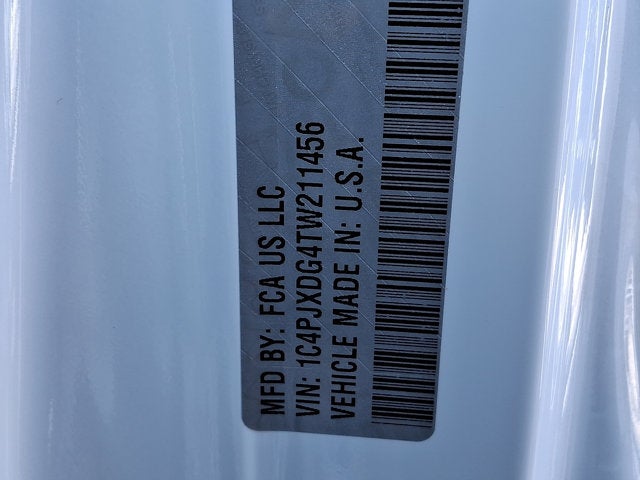 MFD BY: FCA US LLC
VIN: 1C4PJXDG4TW211456
VEHICLE MADE IN: U.S.A.